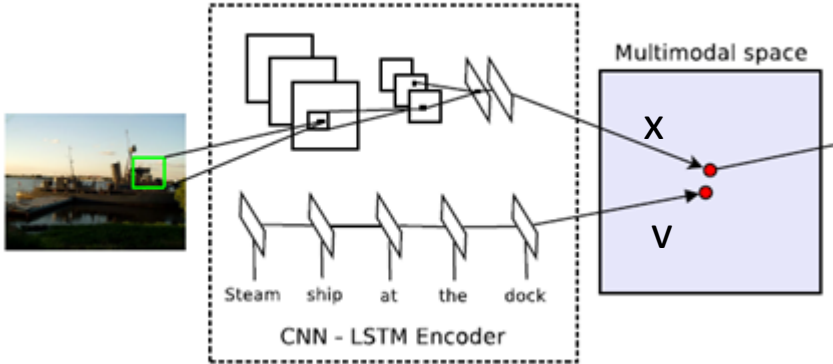 Multimodal space
x
v
Steam ship at the dock
CNN - LSTM Encoder